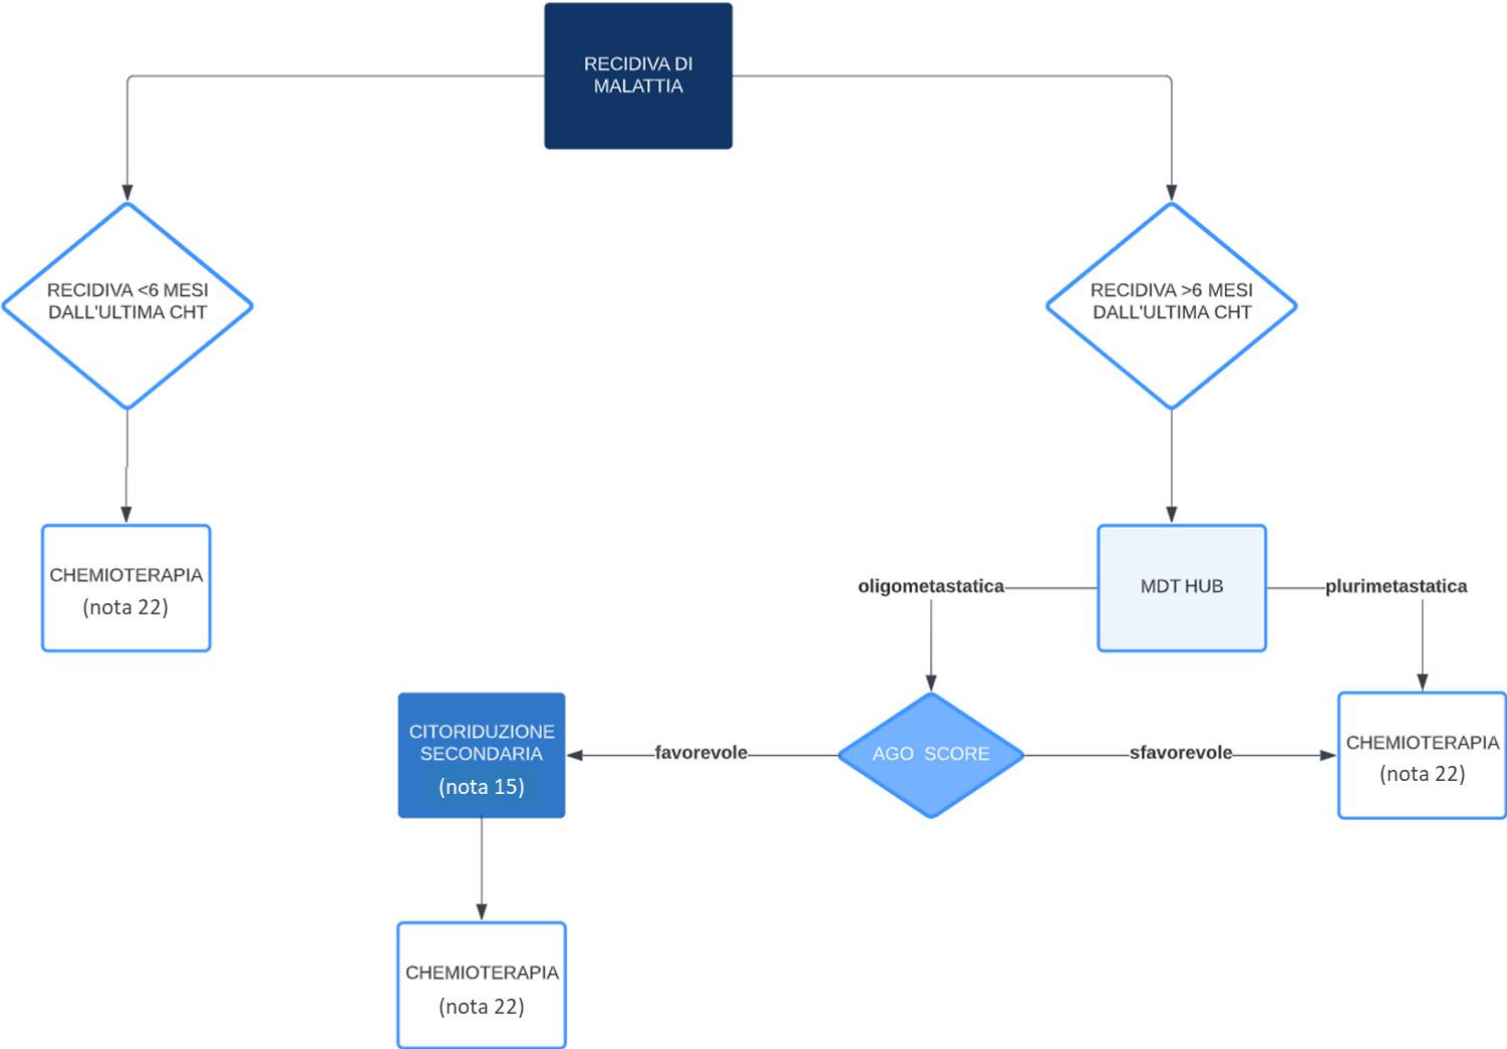 RECIDIVA DI
MALATTIA
RECIDIVA <6 MESI
DALL'ULTIMA CHT
RECIDIVA >6 MESI
DALL'ULTIMA CHT
CHEMIOTERAPIA
(nota 22)
oligometastatica
MDT HUB
plurimetastatica
CITORIDUZIONE
SECONDARIA
(nota 15)
favorevole
AGO SCORE
sfavorevole
CHEMIOTERAPIA
(nota 22)
CHEMIOTERAPIA
(nota 22)